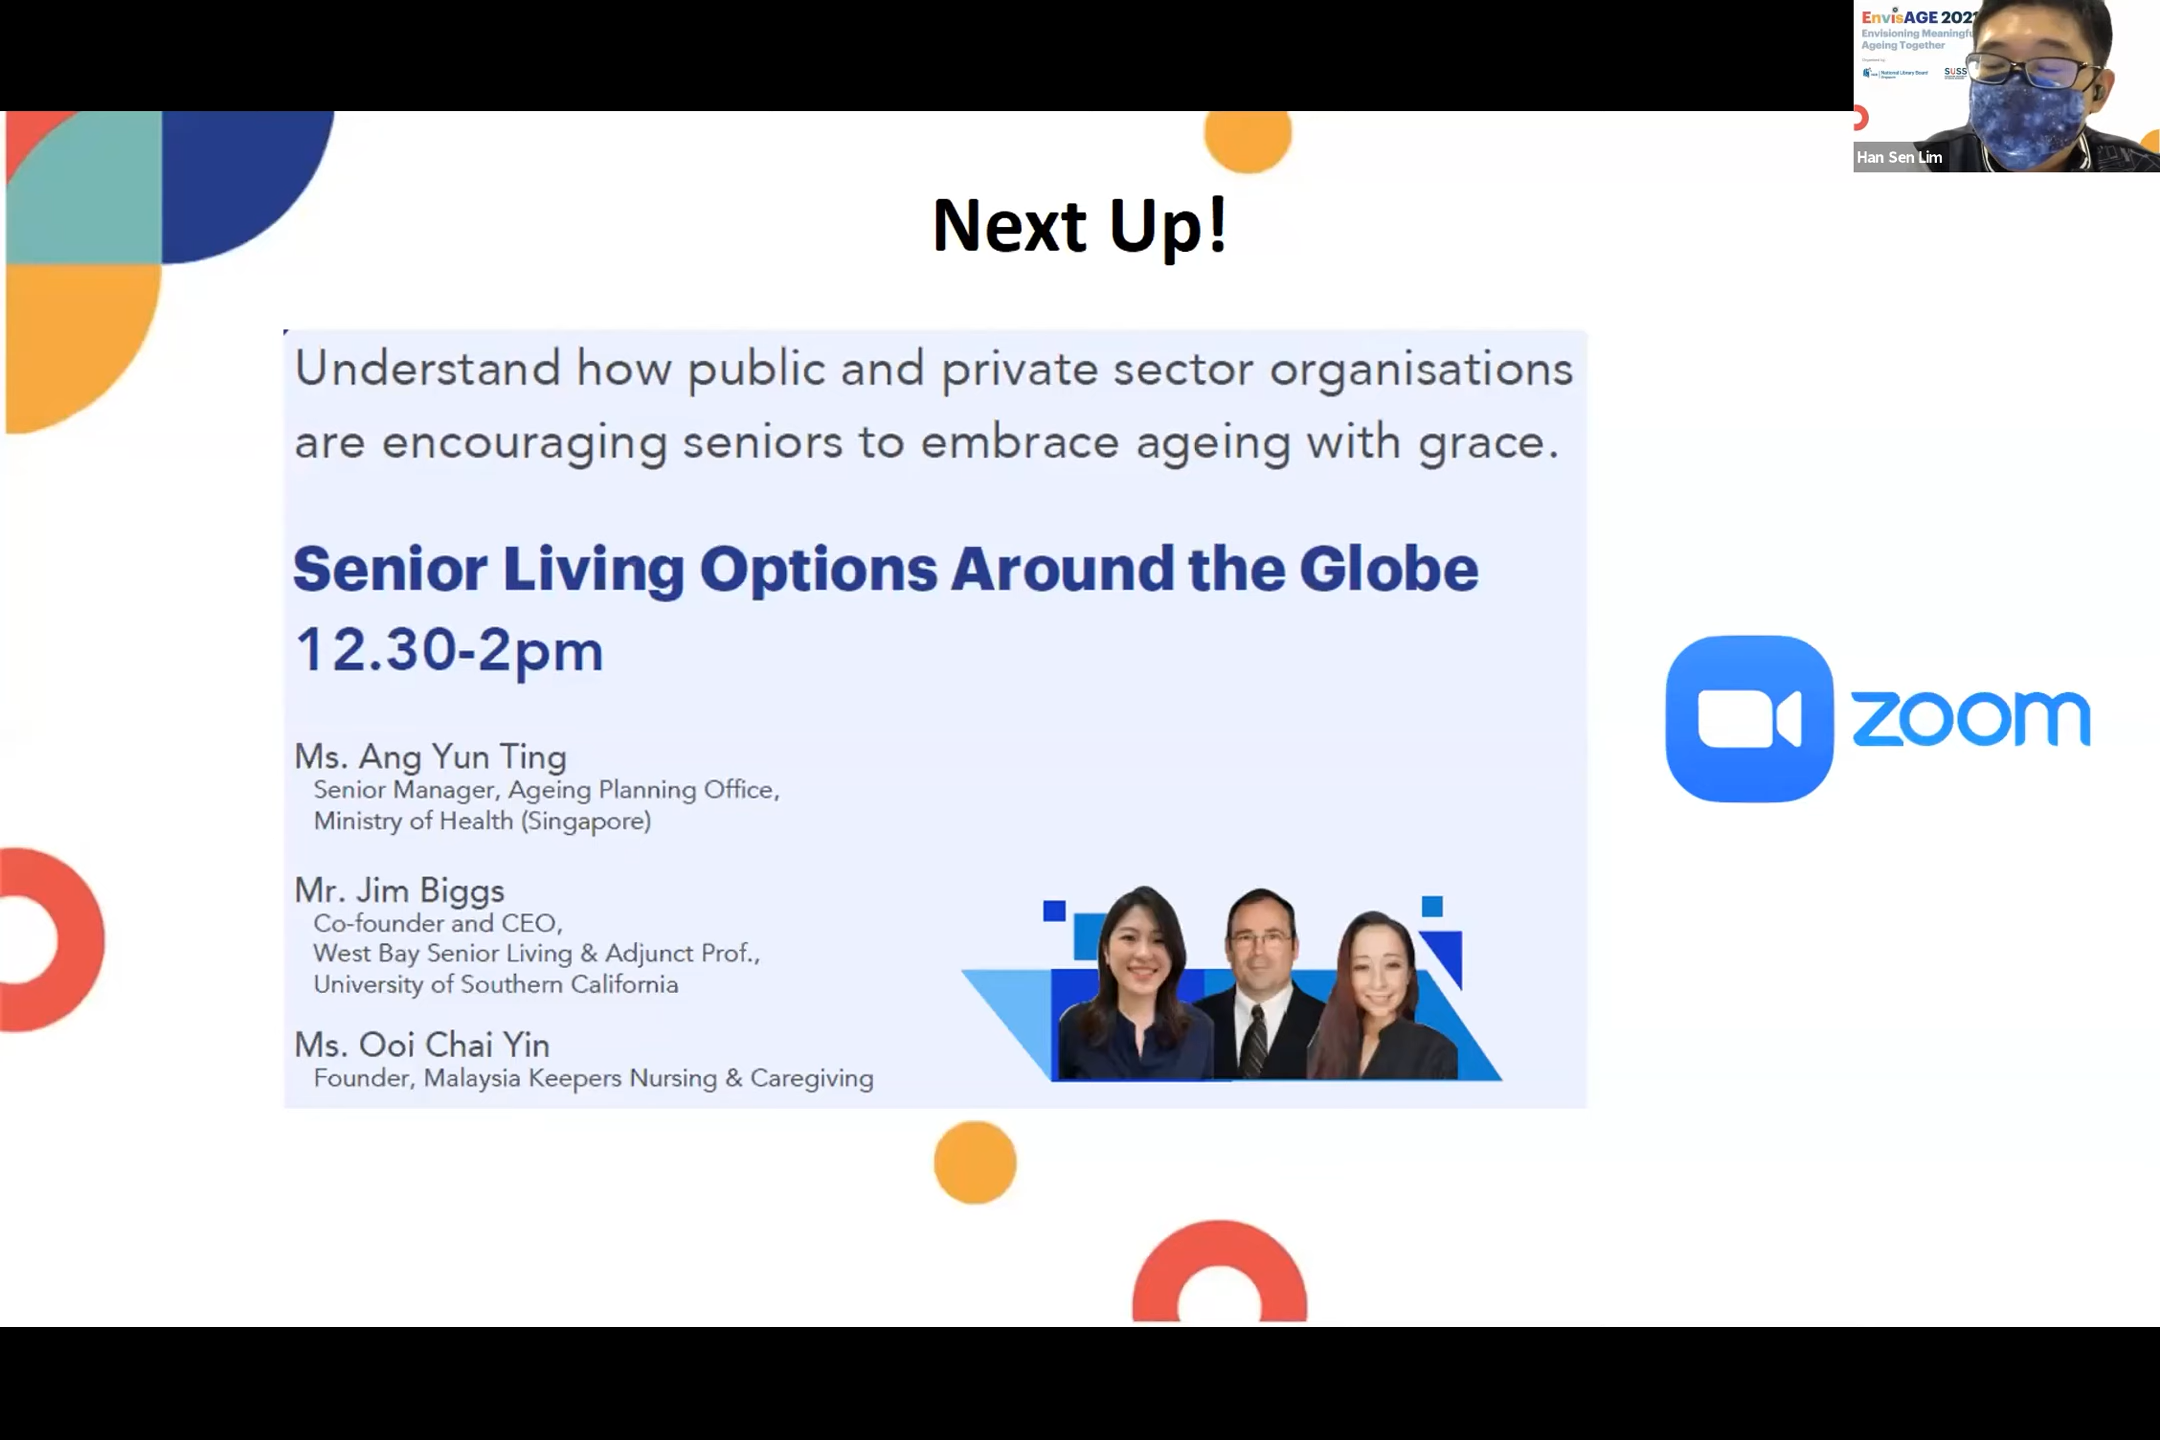 EnvisAGE 2021
Envisioning Meaningful
Ageing Together
National Library Board
SUSS
Han Sen Lim
Next Up!
Understand how public and private sector organisations
are encouraging seniors to embrace ageing with grace.
Senior Living Options Around the Globe
12.30-2pm
Ms. Ang Yun Ting
Senior Manager, Ageing Planning Office,
Ministry of Health (Singapore)
Mr. Jim Biggs
Co-founder and CEO,
West Bay Senior Living & Adjunct Prof.,
University of Southern California
Ms. Ooi Chai Yin
Founder, Malaysia Keepers Nursing & Caregiving
zoom